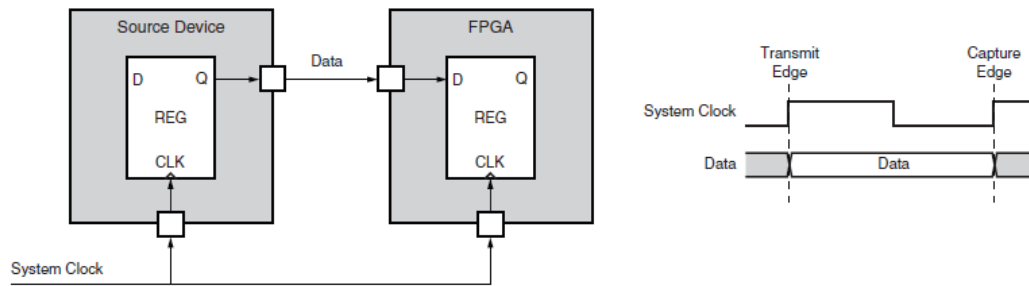 Source Device
FPGA
Data
D Q
REG
CLK
D Q
REG
CLK
System Clock
Transmit
Edge
Capture
Edge
System Clock
Data
Data